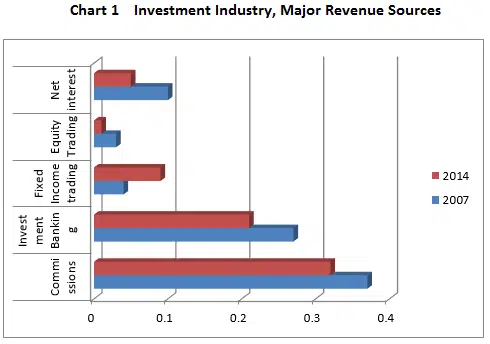 Chart 1 Investment Industry, Major Revenue Sources
Net
interest
Equity
Trading
Fixed
Income
trading
Invest
ment
Bankin
g
Commi
ssions
2014
2007
0 0.1 0.2 0.3 0.4